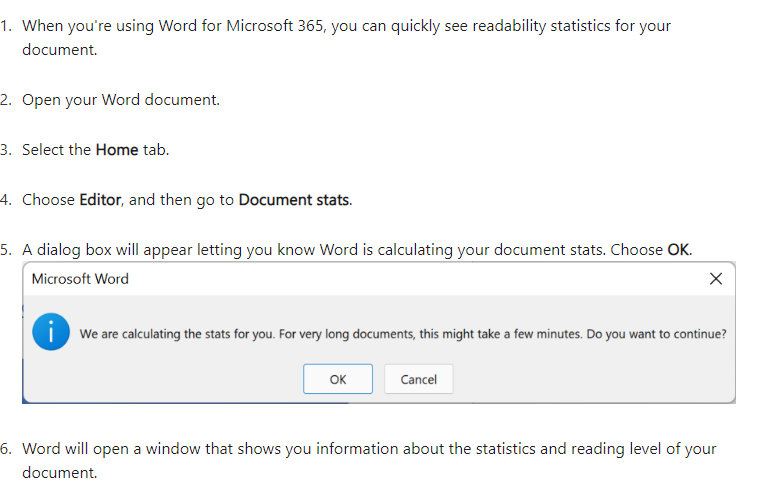 1. When you're using Word for Microsoft 365, you can quickly see readability statistics for your
document.
2. Open your Word document.
3. Select the Home tab.
4. Choose Editor, and then go to Document stats.
5. A dialog box will appear letting you know Word is calculating your document stats. Choose OK.
Microsoft Word
We are calculating the stats for you. For very long documents, this might take a few minutes. Do you want to continue?
OK Cancel
6. Word will open a window that shows you information about the statistics and reading level of your
document.